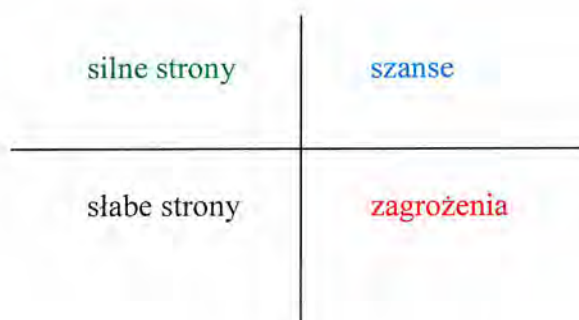 silne strony
szanse
słabe strony
zagrożenia